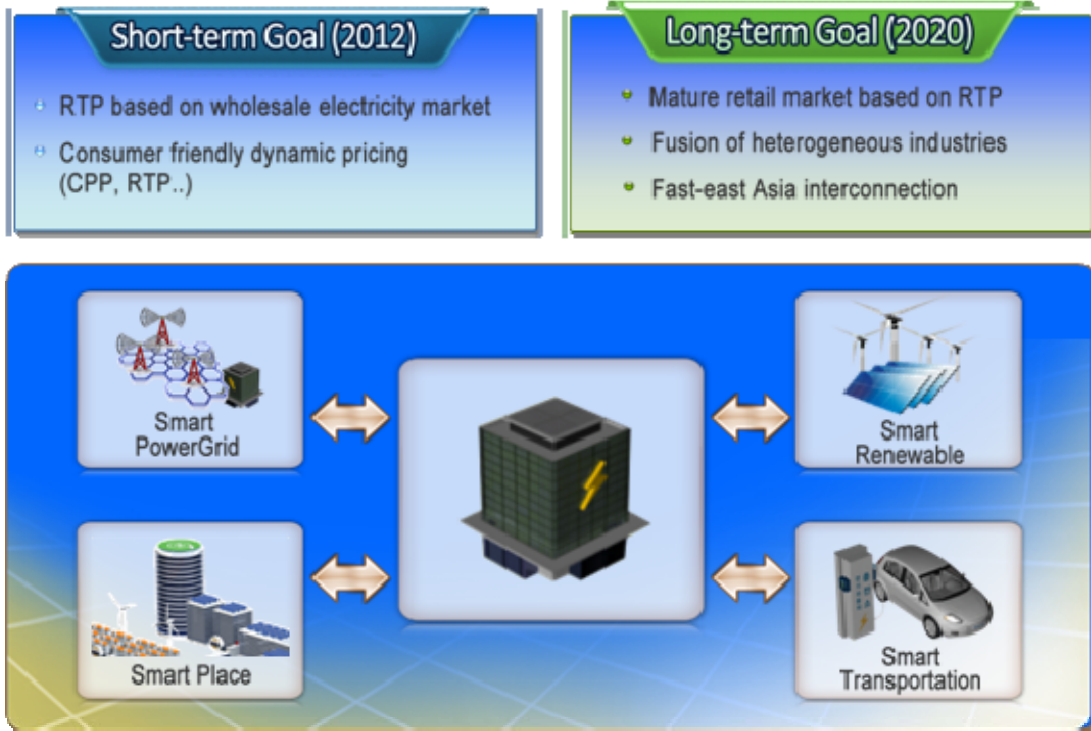 Short-term Goal (2012)
RTP based on wholesale electricity market
Consumer friendly dynamic pricing
(CPP, RTP..)
Long-term Goal (2020)
Mature retail market based on RTP
Fusion of heterogeneous industries
Fast-east Asia interconnection
Smart
PowerGrid
Smart
Renewable
Smart Place
Smart
Transportation